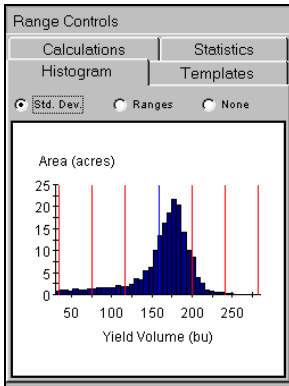 Range Controls
Calculations Statistics
Histogram Templates
Std. Dev. Ranges None
Area (acres)
25
20
15
10
5
0
50 100 150 200 250
Yield Volume (bu)